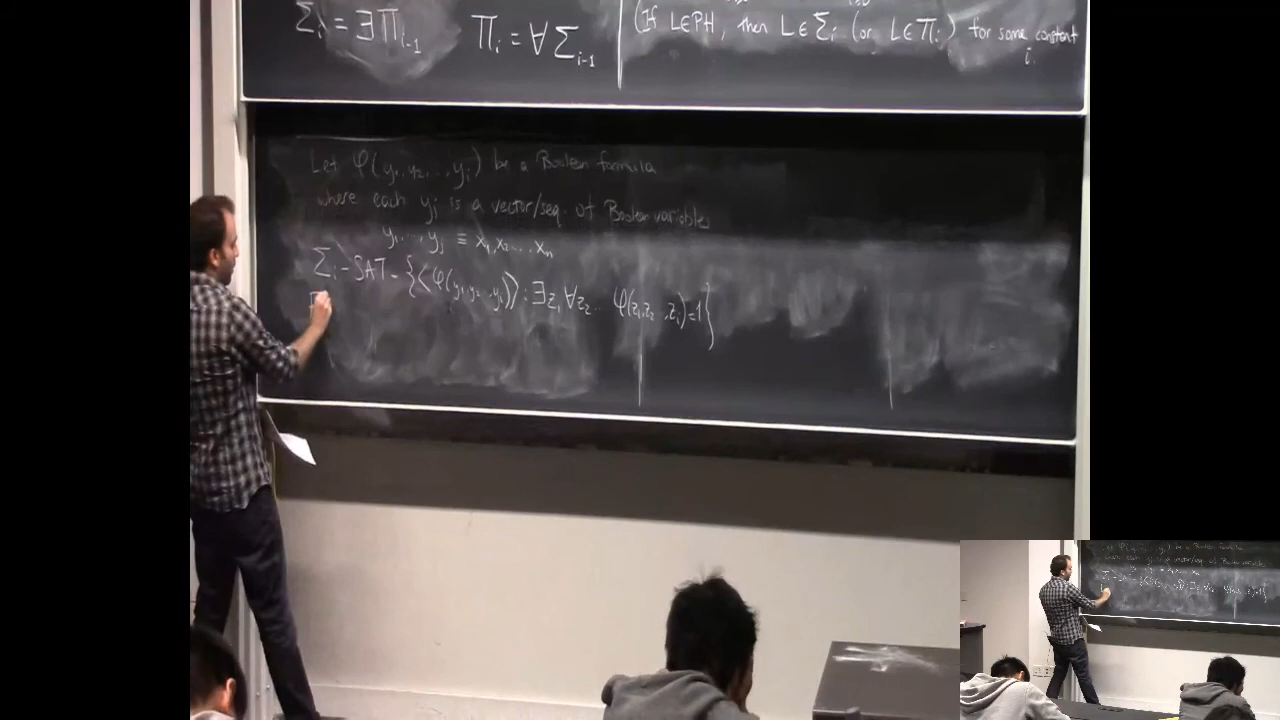 Σᵢ = ∃Πᵢ₋₁ Πᵢ = ∀Σᵢ₋₁
(If L∈PH, then L∈Σᵢ (or L∈Πᵢ) for some constant i.
Let φ(y₁,y₂,..,yᵢ) be a Boolean formula
where each yⱼ is a vector/seq. of Boolean variables
y₁,...,yⱼ ≡ x₁,x₂...xₙ
Σᵢ-SAT = {⟨φ(y₁,y₂..,yᵢ)⟩ : ∃z₁ ∀z₂... φ(z₁,z₂..,zᵢ)=1}